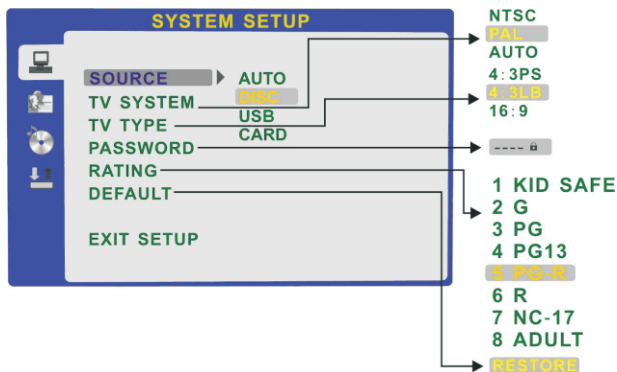 SYSTEM SETUP
SOURCE
TV SYSTEM
TV TYPE
PASSWORD
RATING
DEFAULT
EXIT SETUP
AUTO
DISC
USB
CARD
NTSC
PAL
AUTO
4:3PS
4:3LB
16:9
----
1 KID SAFE
2 G
3 PG
4 PG13
5 PG-R
6 R
7 NC-17
8 ADULT
RESTORE